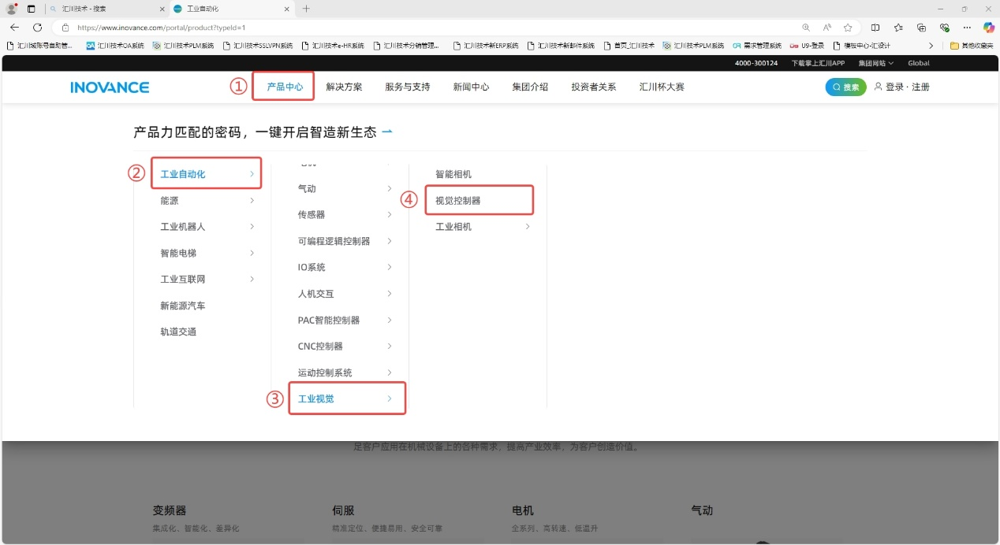 汇川技术 - 搜索
工业自动化
https://www.inovance.com/portal/product?typeId=1
汇川域账号自助管...
汇川技术OA系统
汇川技术PLM系统
汇川技术SSLVPN系统
汇川技术e-HR系统
汇川技术分销管理...
汇川技术新ERP系统
汇川技术新邮件系统
首页_汇川技术
汇川技术PLM系统
需求管理系统
U9-登录
模板中心-汇设计
其他收藏夹
4000-300124
下载掌上汇川APP
集团网站
Global
INOVANCE
①
产品中心
解决方案
服务与支持
新闻中心
集团介绍
投资者关系
汇川杯大赛
搜索
登录 · 注册
产品力匹配的密码，一键开启智造新生态
②
工业自动化
能源
工业机器人
智能电梯
工业互联网
新能源汽车
轨道交通
气动
传感器
可编程逻辑控制器
IO系统
人机交互
PAC智能控制器
CNC控制器
运动控制系统
③
工业视觉
智能相机
④
视觉控制器
工业相机
足客户应用在机械设备上的各种需求，提高产业效率，为客户创造价值。
变频器
集成化、智能化、差异化
伺服
精准定位、便捷易用、安全可靠
电机
全系列、高转速、低温升
气动